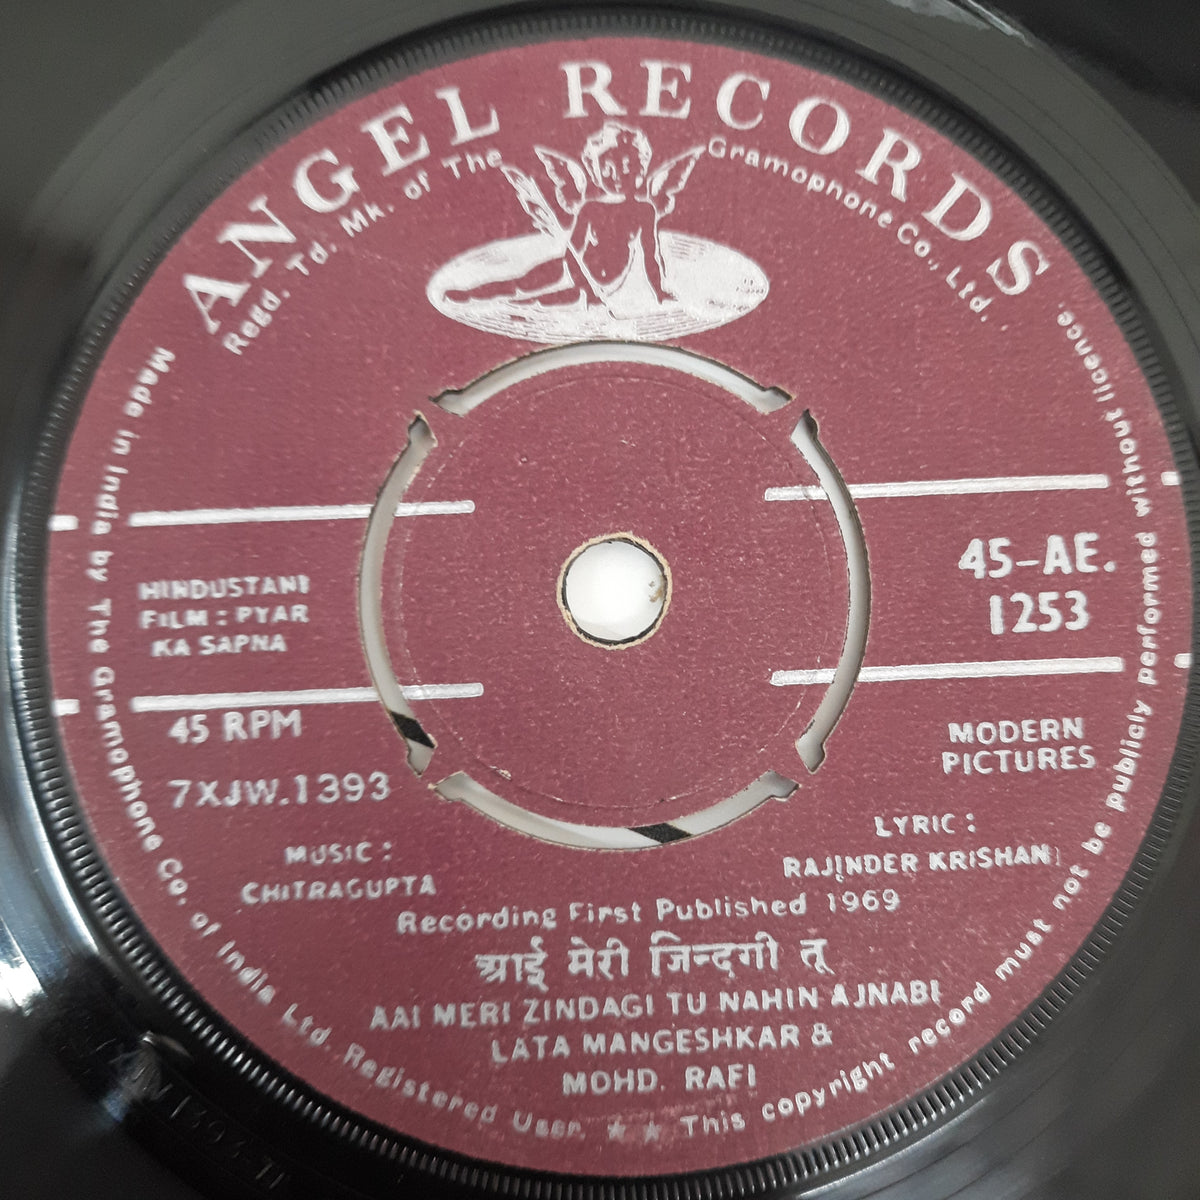 ANGEL RECORDS
Regd. Td. Mk. of The Gramophone Co., Ltd.
HINDUSTANI
FILM : PYAR
KA SAPNA
45-AE.
1253
45 RPM
7XJW.1393
MODERN
PICTURES
MUSIC :
CHITRAGUPTA
LYRIC :
RAJINDER KRISHAN
Recording First Published 1969
आई मेरी ज़िन्दगी तू
AAI MERI ZINDAGI TU NAHIN AJNABI
LATA MANGESHKAR &
MOHD. RAFI
Made in India by The Gramophone Co. of India Ltd. Registered User. ★ ★ This copyright record must not be publicly performed without licence.